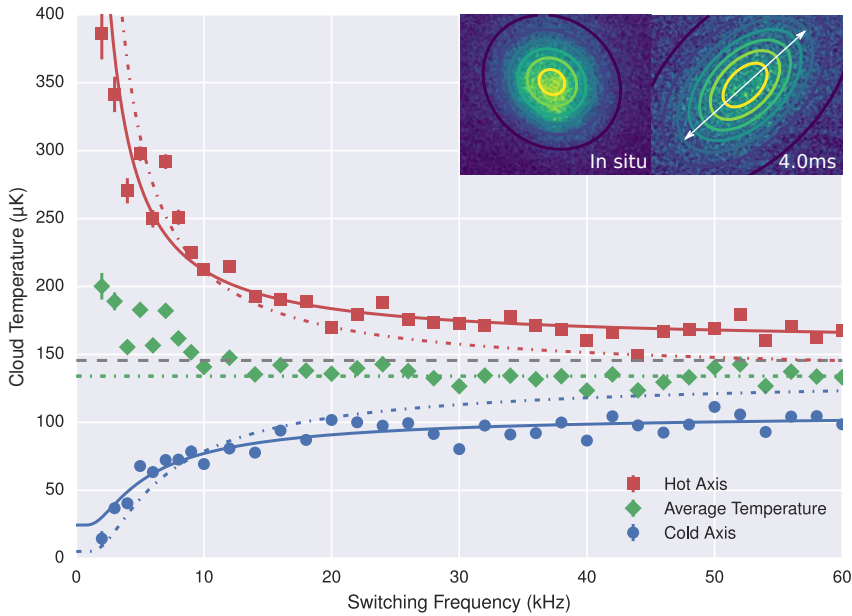 400
350
300
250
200
150
100
50
0
Cloud Temperature (μK)
In situ
4.0ms
Hot Axis
Average Temperature
Cold Axis
0 10 20 30 40 50 60
Switching Frequency (kHz)